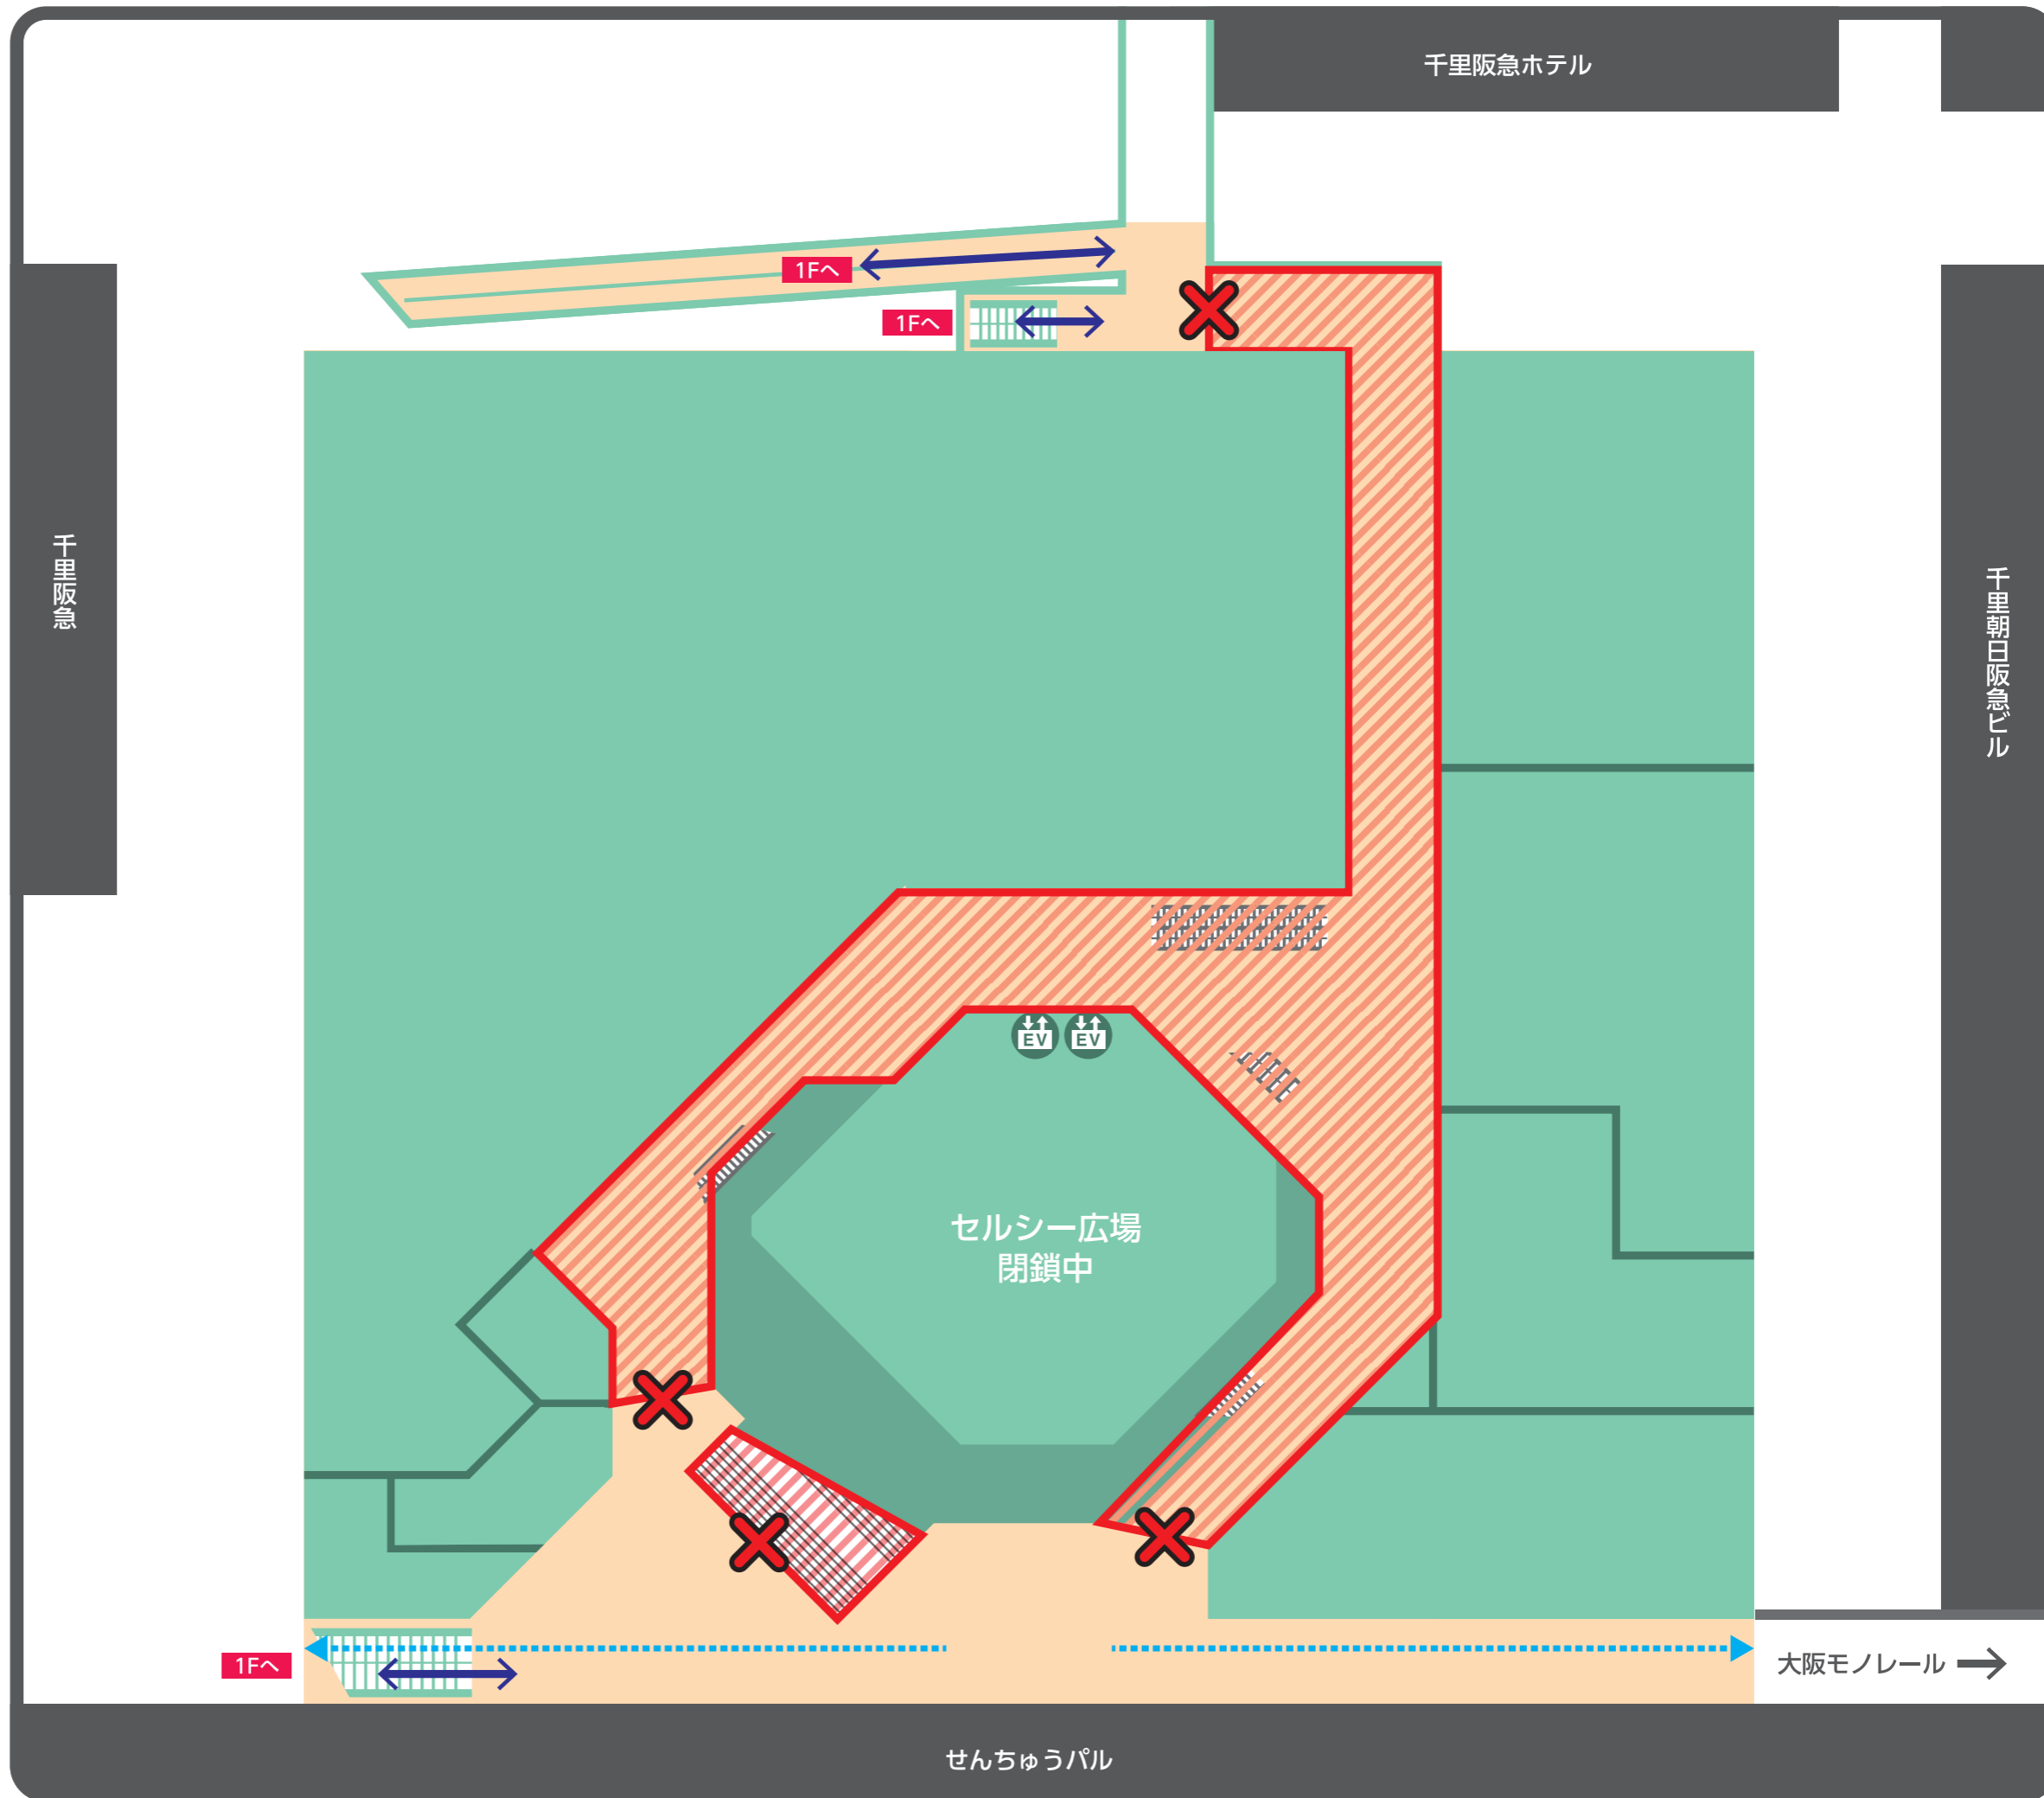 千里阪急ホテル
1Fへ
1Fへ
千里阪急
千里朝日阪急ビル
EV
EV
セルシー広場
閉鎖中
1Fへ
大阪モノレール
せんちゅうパル